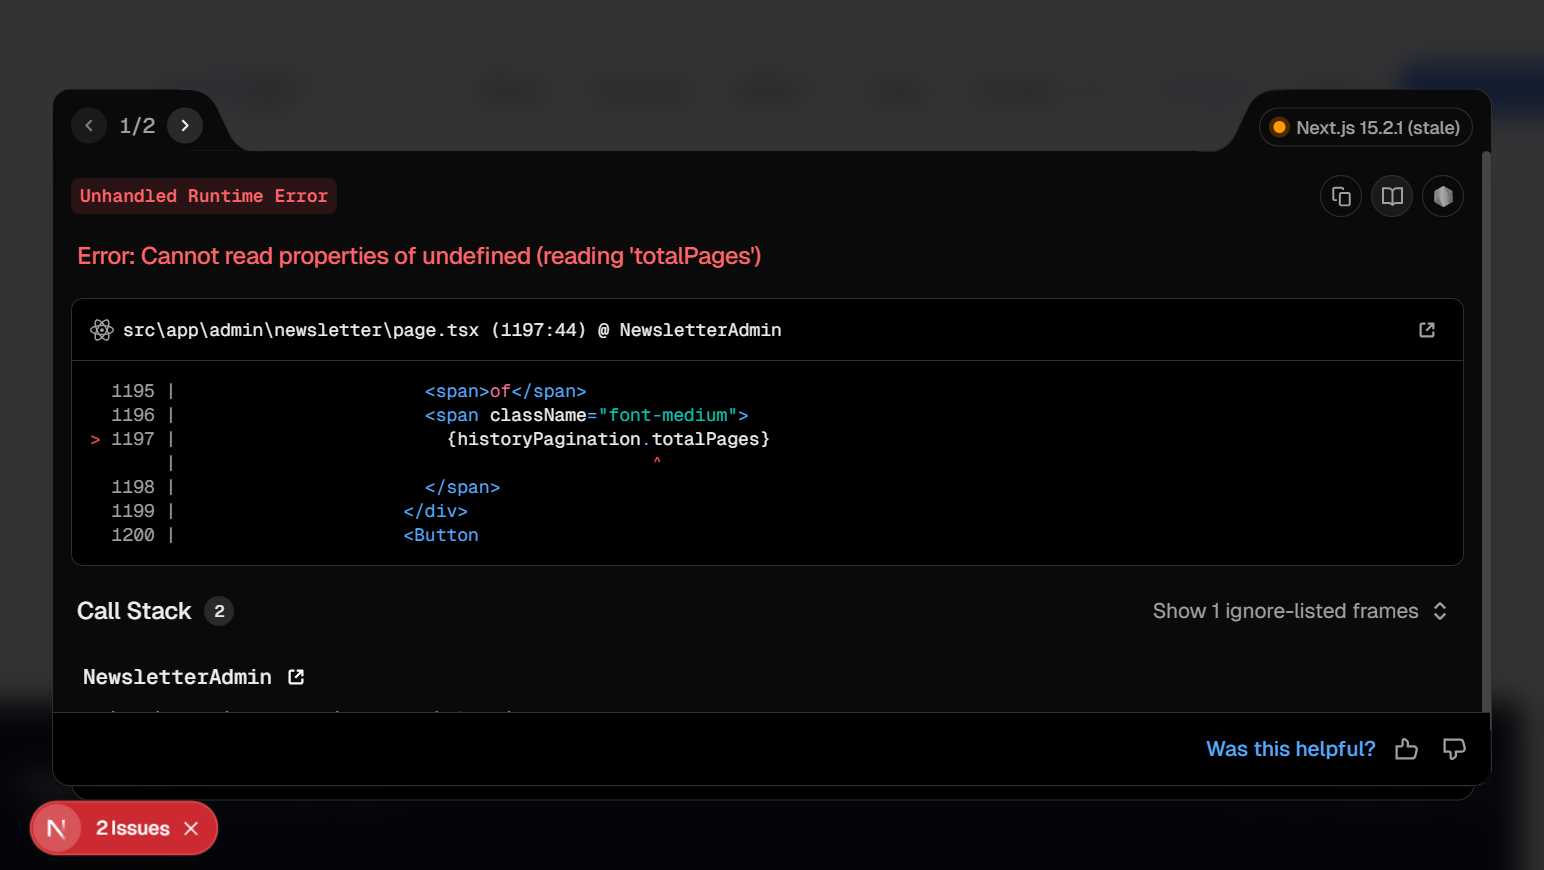 1/2
Next.js 15.2.1 (stale)
Unhandled Runtime Error
Error: Cannot read properties of undefined (reading 'totalPages')
src\app\admin\newsletter\page.tsx (1197:44) @ NewsletterAdmin
1195 | <span>of</span>
1196 | <span className="font-medium">
> 1197 | {historyPagination.totalPages}
| ^
1198 | </span>
1199 | </div>
1200 | <Button
Call Stack 2
Show 1 ignore-listed frames
NewsletterAdmin
Was this helpful?
N 2 Issues